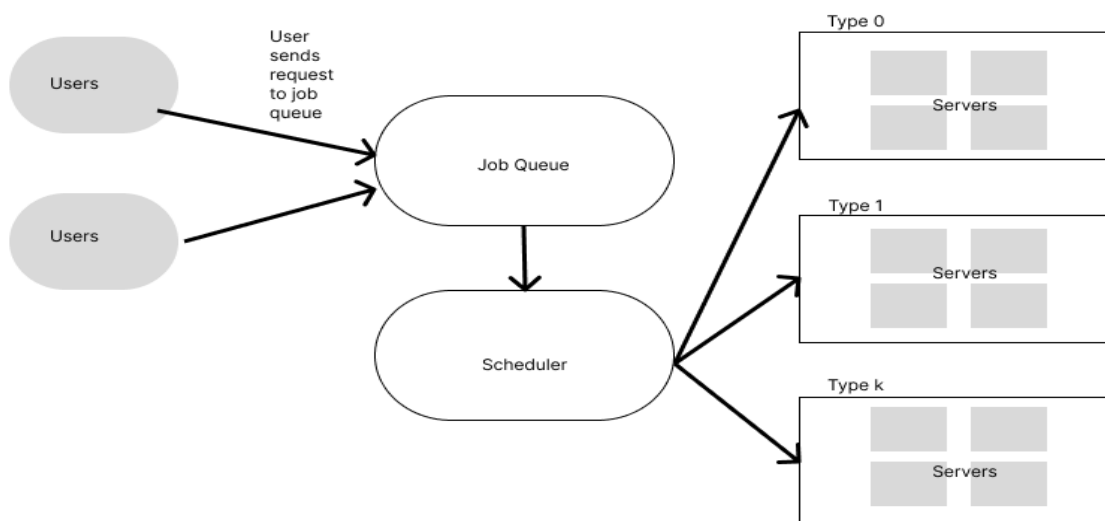 Users
User
sends
request
to job
queue
Users
Job Queue
Scheduler
Type 0
Servers
Type 1
Servers
Type k
Servers